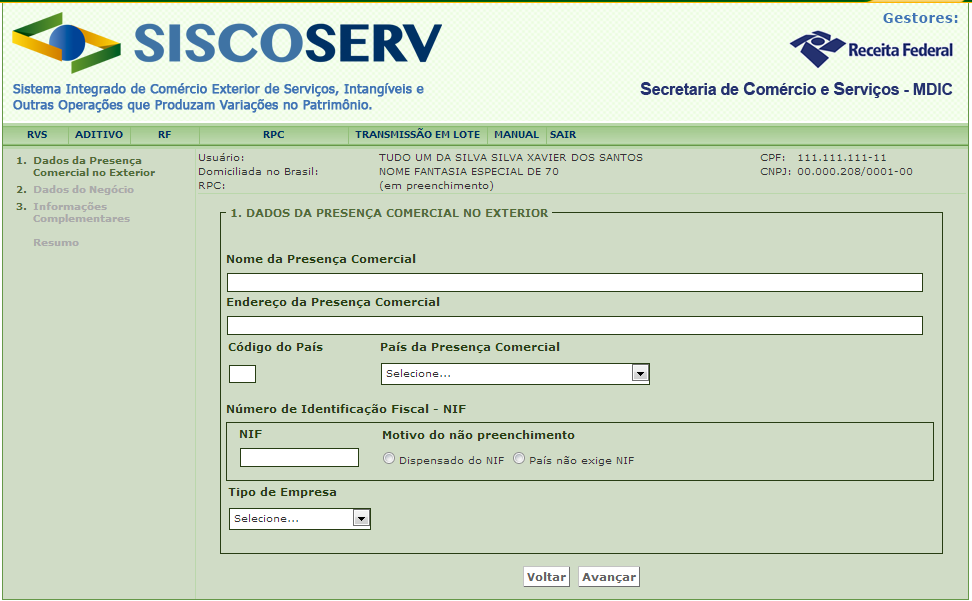 Gestores:
SISCOSERV
Receita Federal
Sistema Integrado de Comércio Exterior de Serviços, Intangíveis e
Outras Operações que Produzam Variações no Patrimônio.
Secretaria de Comércio e Serviços - MDIC
RVS ADITIVO RF RPC TRANSMISSÃO EM LOTE MANUAL SAIR
1. Dados da Presença
Comercial no Exterior
2. Dados do Negócio
3. Informações
Complementares
Resumo
Usuário: TUDO UM DA SILVA SILVA XAVIER DOS SANTOS CPF: 111.111.111-11
Domiciliada no Brasil: NOME FANTASIA ESPECIAL DE 70 CNPJ: 00.000.208/0001-00
RPC: (em preenchimento)
1. DADOS DA PRESENÇA COMERCIAL NO EXTERIOR
Nome da Presença Comercial
Endereço da Presença Comercial
Código do País País da Presença Comercial
Selecione...
Número de Identificação Fiscal - NIF
NIF Motivo do não preenchimento
Dispensado do NIF País não exige NIF
Tipo de Empresa
Selecione...
Voltar Avançar